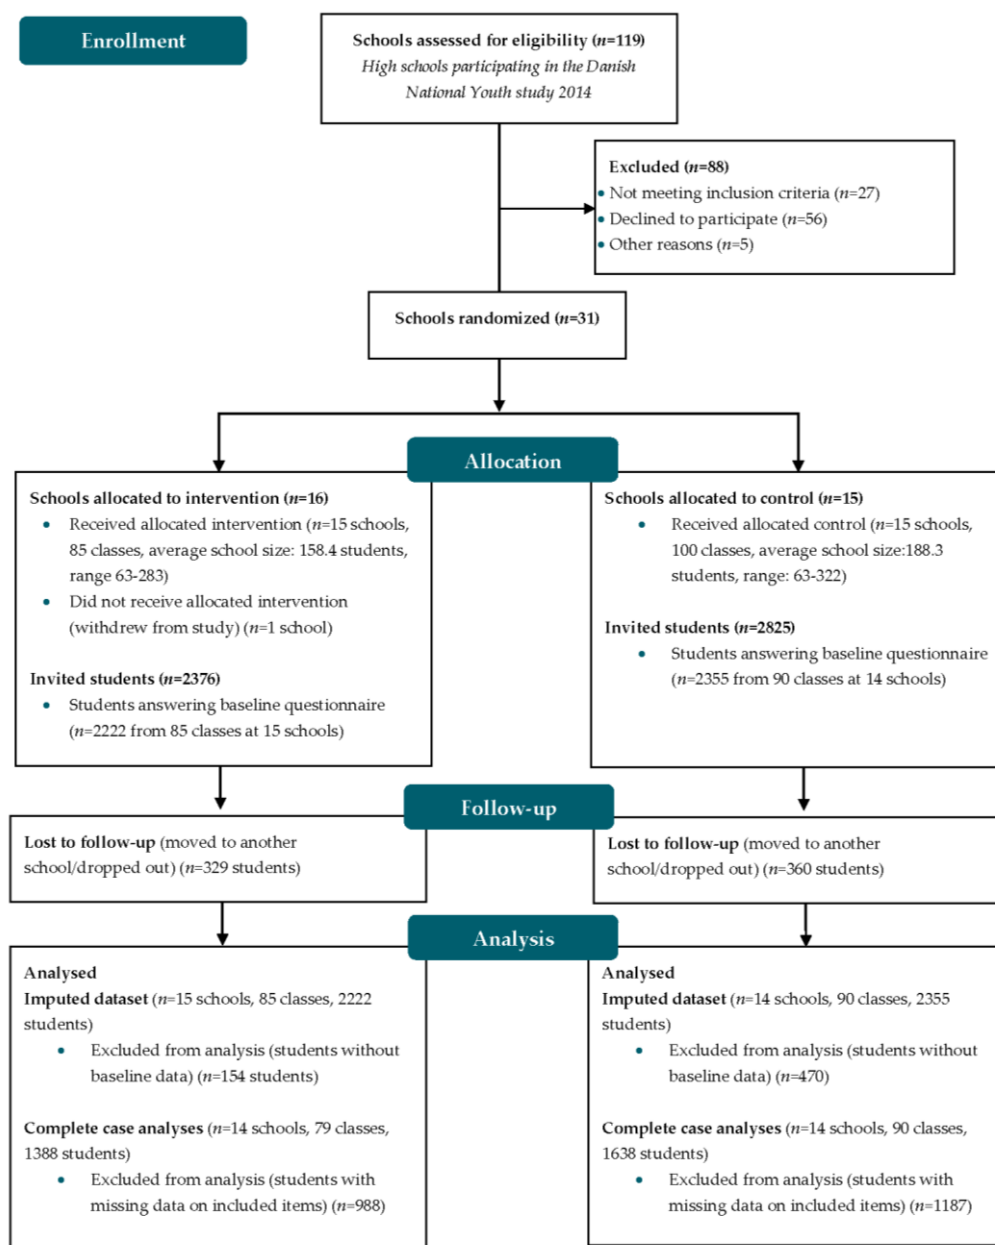 Enrollment
Schools assessed for eligibility (n=119)
High schools participating in the Danish
National Youth study 2014
Excluded (n=88)
• Not meeting inclusion criteria (n=27)
• Declined to participate (n=56)
• Other reasons (n=5)
Schools randomized (n=31)
Allocation
Schools allocated to intervention (n=16)
• Received allocated intervention (n=15 schools,
85 classes, average school size: 158.4 students,
range 63-283)
• Did not receive allocated intervention
(withdrew from study) (n=1 school)
Invited students (n=2376)
• Students answering baseline questionnaire
(n=2222 from 85 classes at 15 schools)
Schools allocated to control (n=15)
• Received allocated control (n=15 schools,
100 classes, average school size:188.3
students, range: 63-322)
Invited students (n=2825)
• Students answering baseline questionnaire
(n=2355 from 90 classes at 14 schools)
Follow-up
Lost to follow-up (moved to another
school/dropped out) (n=329 students)
Lost to follow-up (moved to another
school/dropped out) (n=360 students)
Analysis
Analysed
Imputed dataset (n=15 schools, 85 classes, 2222
students)
• Excluded from analysis (students without
baseline data) (n=154 students)
Complete case analyses (n=14 schools, 79 classes,
1388 students)
• Excluded from analysis (students with
missing data on included items) (n=988)
Analysed
Imputed dataset (n=14 schools, 90 classes, 2355
students)
• Excluded from analysis (students without
baseline data) (n=470)
Complete case analyses (n=14 schools, 90 classes,
1638 students)
• Excluded from analysis (students with
missing data on included items) (n=1187)